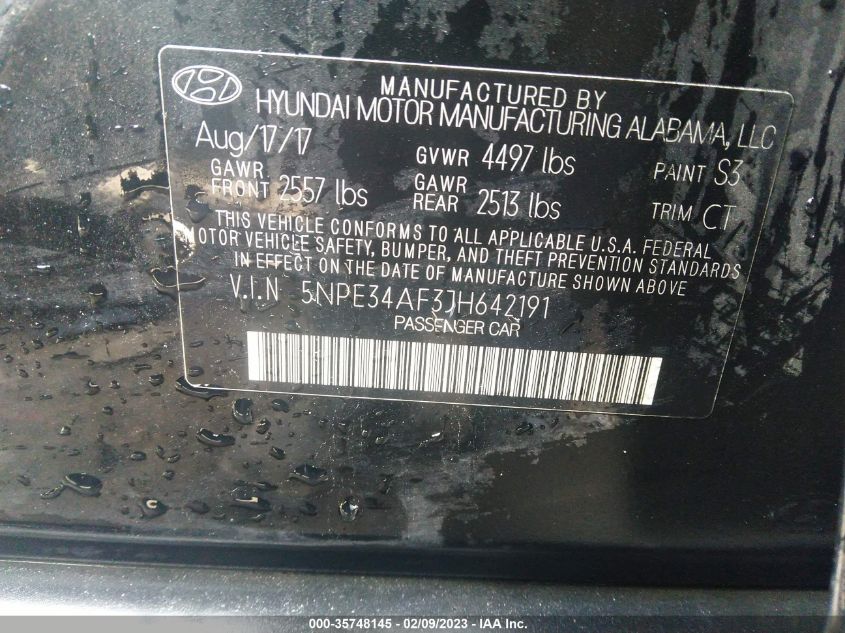 MANUFACTURED BY
HYUNDAI MOTOR MANUFACTURING ALABAMA, LLC
Aug/17/17 GVWR 4497 lbs PAINT S3
GAWR FRONT 2557 lbs GAWR REAR 2513 lbs TRIM CT
THIS VEHICLE CONFORMS TO ALL APPLICABLE U.S.A. FEDERAL
MOTOR VEHICLE SAFETY, BUMPER, AND THEFT PREVENTION STANDARDS
IN EFFECT ON THE DATE OF MANUFACTURE SHOWN ABOVE
V.I.N 5NPE34AF3JH642191
PASSENGER CAR
000-35748145 - 02/09/2023 - IAA Inc.